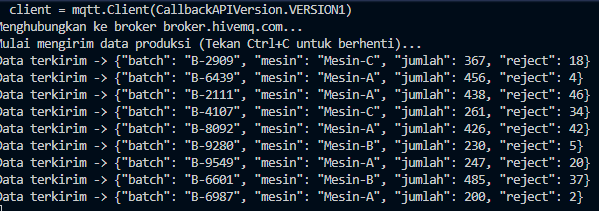 client = mqtt.Client(CallbackAPIVersion.VERSION1)
Menghubungkan ke broker broker.hivemq.com...
Mulai mengirim data produksi (Tekan Ctrl+C untuk berhenti)...
Data terkirim -> {"batch": "B-2909", "mesin": "Mesin-C", "jumlah": 367, "reject": 18}
Data terkirim -> {"batch": "B-6439", "mesin": "Mesin-A", "jumlah": 456, "reject": 4}
Data terkirim -> {"batch": "B-2111", "mesin": "Mesin-A", "jumlah": 438, "reject": 46}
Data terkirim -> {"batch": "B-4107", "mesin": "Mesin-C", "jumlah": 261, "reject": 34}
Data terkirim -> {"batch": "B-8092", "mesin": "Mesin-A", "jumlah": 426, "reject": 42}
Data terkirim -> {"batch": "B-9280", "mesin": "Mesin-B", "jumlah": 230, "reject": 5}
Data terkirim -> {"batch": "B-9549", "mesin": "Mesin-A", "jumlah": 247, "reject": 20}
Data terkirim -> {"batch": "B-6601", "mesin": "Mesin-B", "jumlah": 485, "reject": 37}
Data terkirim -> {"batch": "B-6987", "mesin": "Mesin-A", "jumlah": 200, "reject": 2}